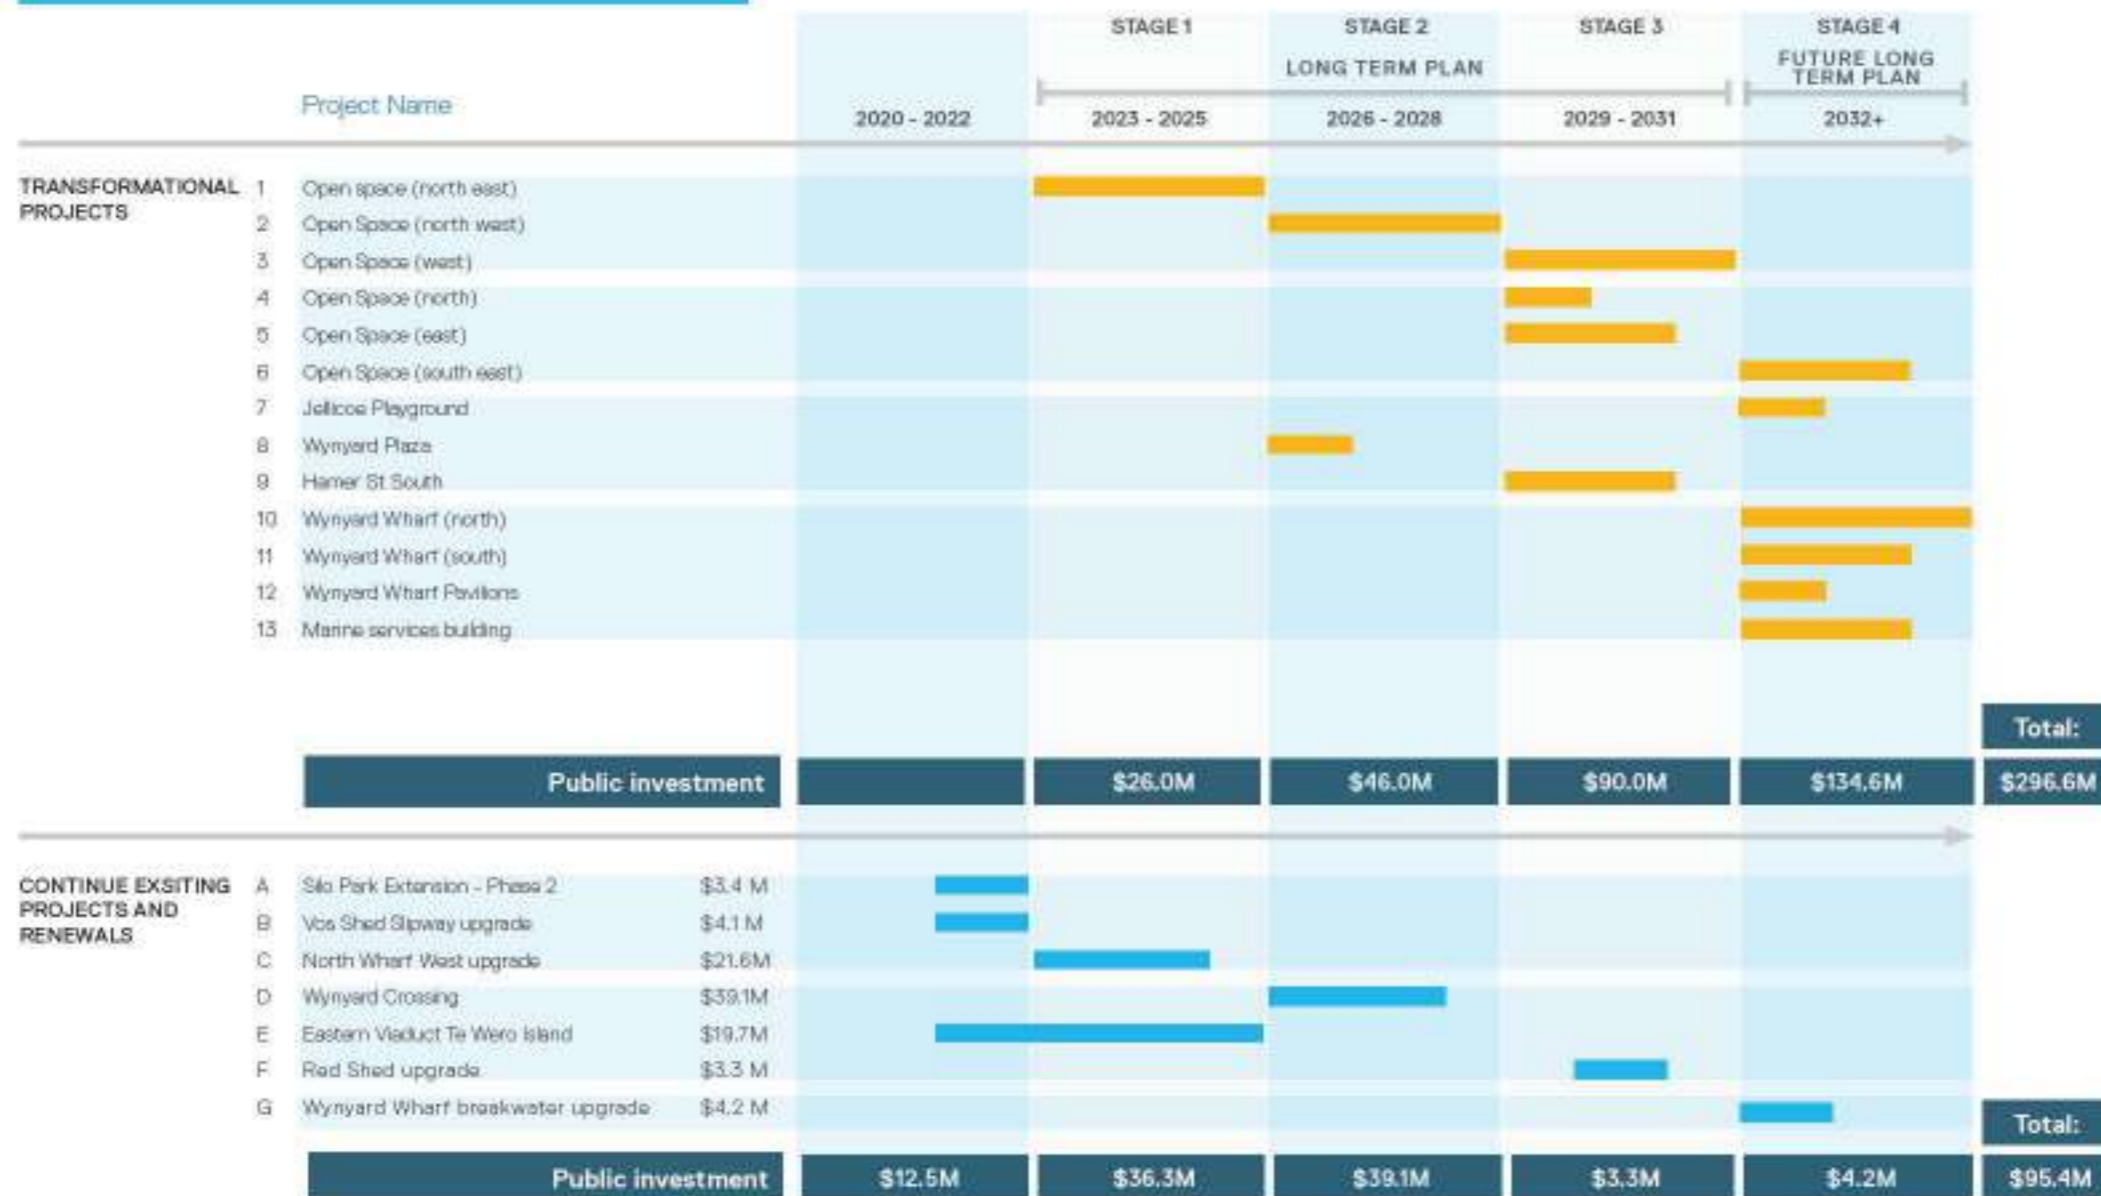 STAGE 1 STAGE 2 STAGE 3 STAGE 4
LONG TERM PLAN FUTURE LONG
TERM PLAN
Project Name 2020 - 2022 2023 - 2025 2026 - 2028 2029 - 2031 2032+
TRANSFORMATIONAL 1 Open space (north east)
PROJECTS
2 Open Space (north west)
3 Open Space (west)
4 Open Space (north)
5 Open Space (east)
6 Open Space (south east)
7 Jellicoe Playground
8 Wynyard Plaza
9 Hamer St South
10 Wynyard Wharf (north)
11 Wynyard Wharf (south)
12 Wynyard Wharf Pavilions
13 Marine services building
Total:
Public investment $26.0M $46.0M $90.0M $134.6M $296.6M
CONTINUE EXSITING A Silo Park Extension - Phase 2 $3.4 M
PROJECTS AND
RENEWALS
B Vos Shed Slipway upgrade $4.1 M
C North Wharf West upgrade $21.6M
D Wynyard Crossing $39.1M
E Eastern Viaduct Te Wero Island $19.7M
F Red Shed upgrade $3.3 M
G Wynyard Wharf breakwater upgrade $4.2 M
Total:
Public investment $12.5M $36.3M $39.1M $3.3M $4.2M $95.4M